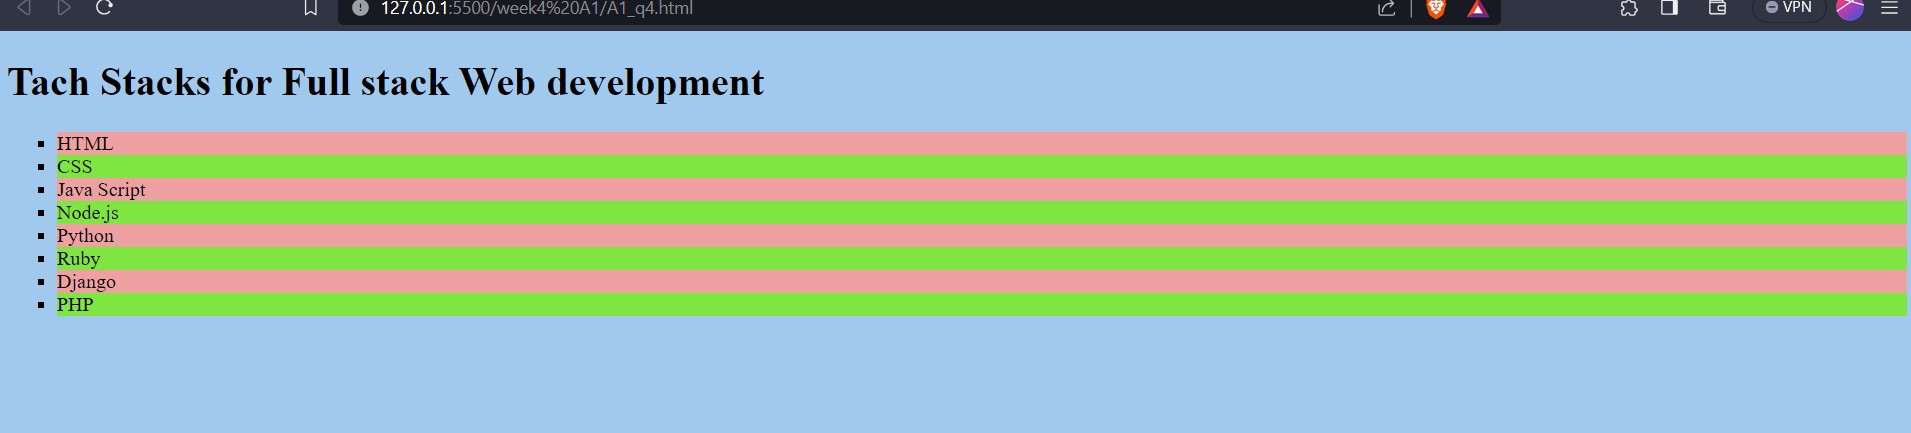 127.0.0.1:5500/week4%20A1/A1_q4.html
VPN
Tach Stacks for Full stack Web development
HTML
CSS
Java Script
Node.js
Python
Ruby
Django
PHP